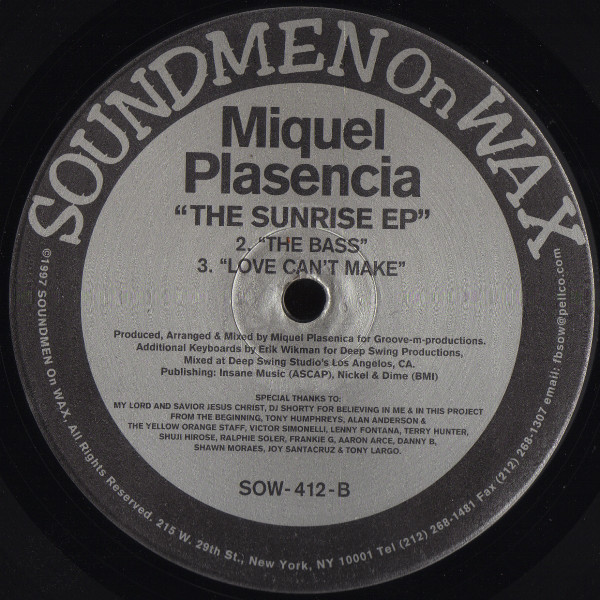 SOUNDMEN On WAX
Miquel
Plasencia
“THE SUNRISE EP”
2. “THE BASS”
3. “LOVE CAN’T MAKE”
Produced, Arranged & Mixed by Miquel Plasenica for Groove-m-productions.
Additional Keyboards by Erik Wikman for Deep Swing Productions,
Mixed at Deep Swing Studio's Los Angelos, CA.
Publishing: Insane Music (ASCAP), Nickel & Dime (BMI)
SPECIAL THANKS TO:
MY LORD AND SAVIOR JESUS CHRIST, DJ SHORTY FOR BELIEVING IN ME & IN THIS PROJECT
FROM THE BEGINNING, TONY HUMPHREYS, ALAN ANDERSON &
THE YELLOW ORANGE STAFF, VICTOR SIMONELLI, LENNY FONTANA, TERRY HUNTER,
SHUJI HIROSE, RALPHIE SOLER, FRANKIE G, AARON ARCE, DANNY B,
SHAWN MORAES, JOY SANTACRUZ & TONY LARGO.
SOW-412-B
©1997 SOUNDMEN On WAX, All Rights Reserved. 215 W. 29th St., New York, NY 10001 Tel (212) 268-1481 Fax (212) 268-1307 email: fbsow@pellco.com